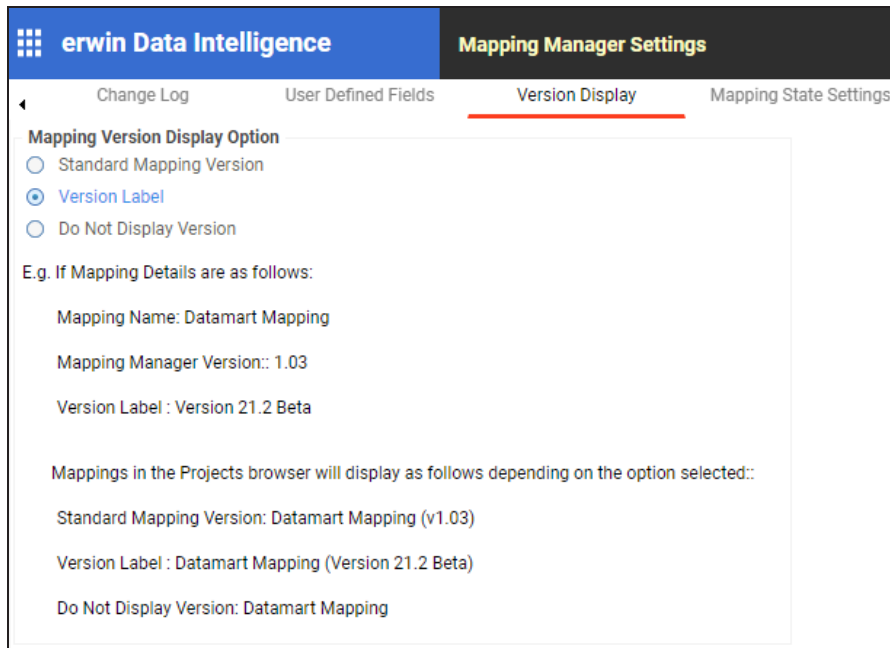 erwin Data Intelligence
Mapping Manager Settings
Change Log
User Defined Fields
Version Display
Mapping State Settings
Mapping Version Display Option
Standard Mapping Version
Version Label
Do Not Display Version
E.g. If Mapping Details are as follows:
Mapping Name: Datamart Mapping
Mapping Manager Version:: 1.03
Version Label : Version 21.2 Beta
Mappings in the Projects browser will display as follows depending on the option selected::
Standard Mapping Version: Datamart Mapping (v1.03)
Version Label : Datamart Mapping (Version 21.2 Beta)
Do Not Display Version: Datamart Mapping